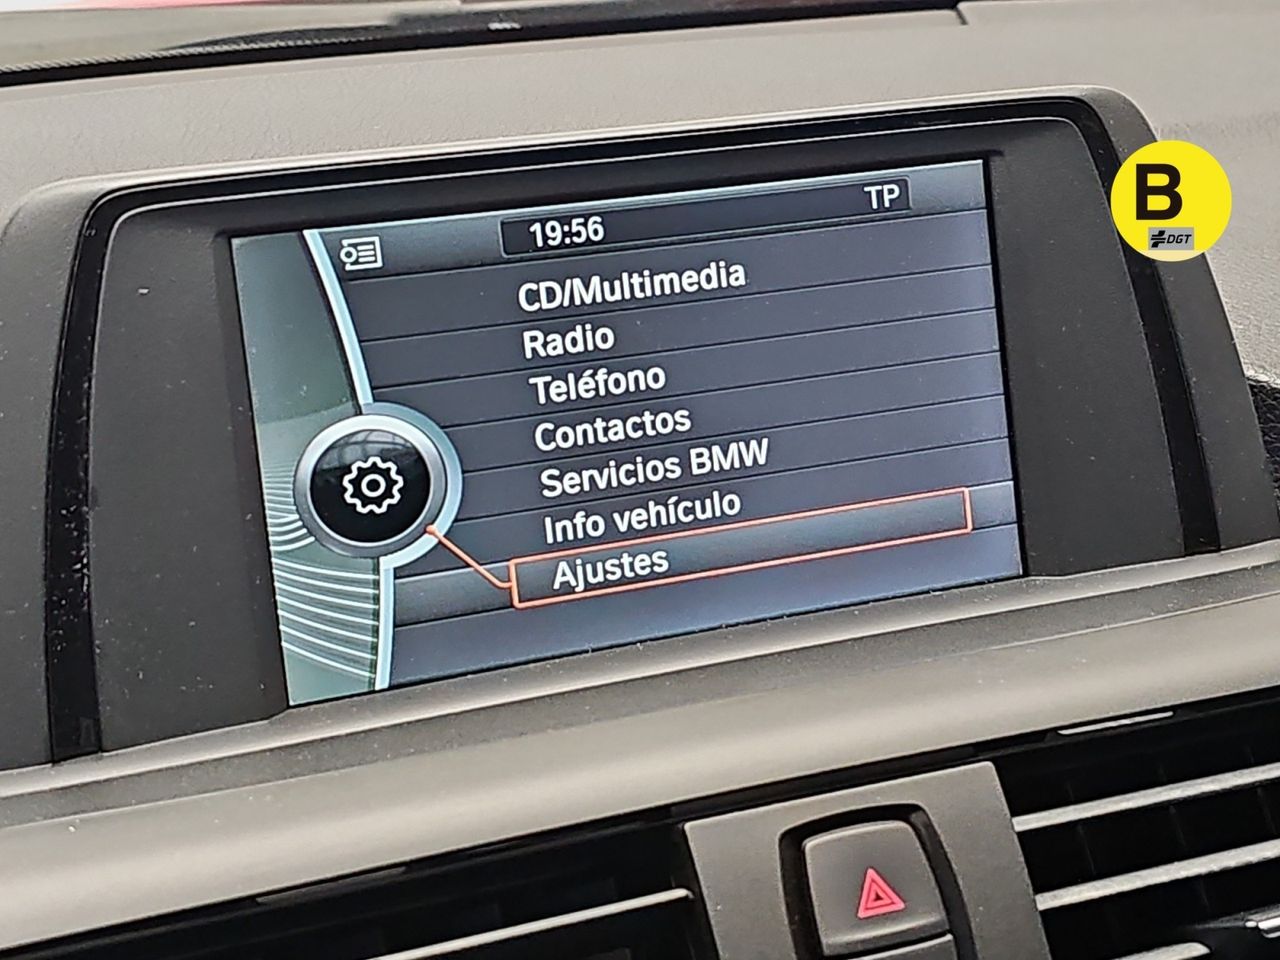 19:56
TP
CD/Multimedia
Radio
Teléfono
Contactos
Servicios BMW
Info vehículo
Ajustes
B
DGT